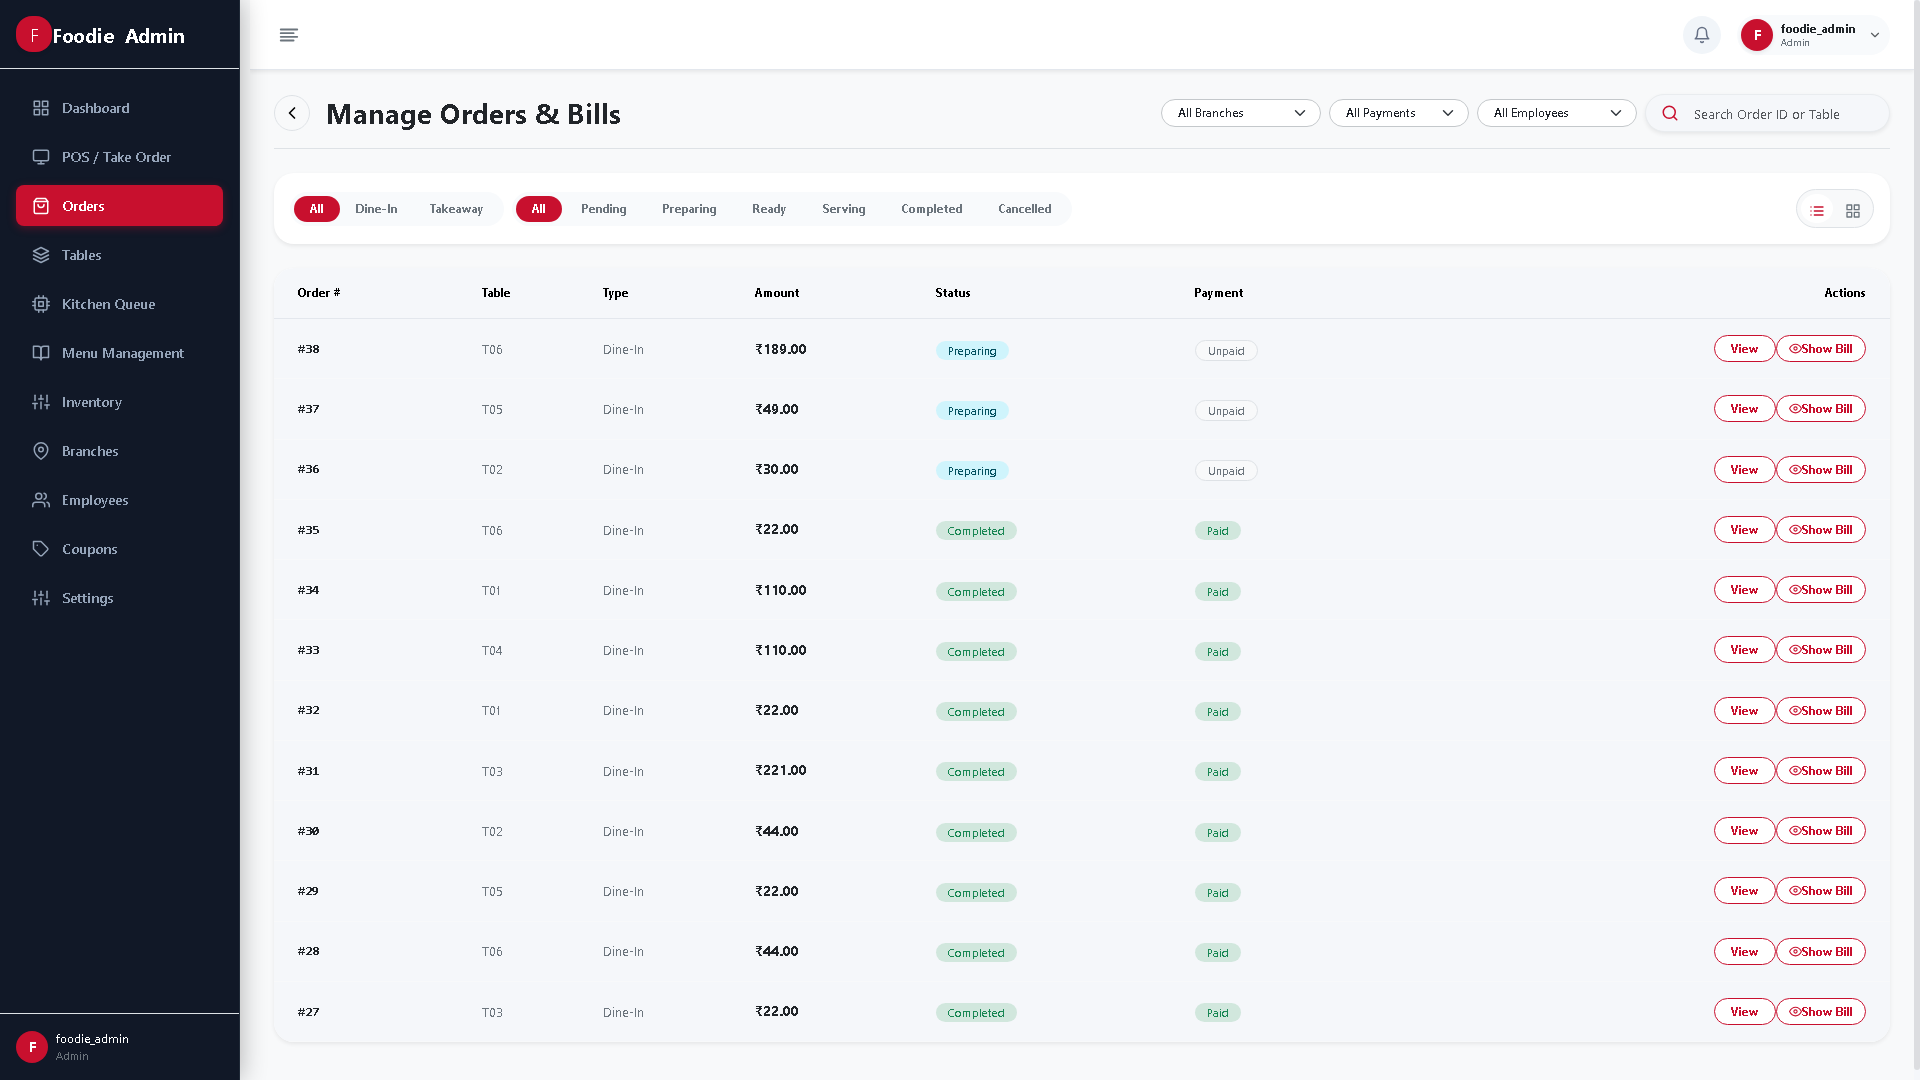 F Foodie Admin
foodie_admin
Admin
F
Dashboard
POS / Take Order
Orders
Tables
Kitchen Queue
Menu Management
Inventory
Branches
Employees
Coupons
Settings
F foodie_admin
Admin
Manage Orders & Bills
All Branches All Payments All Employees Search Order ID or Table
All Dine-In Takeaway All Pending Preparing Ready Serving Completed Cancelled
Order # Table Type Amount Status Payment Actions
#38 T06 Dine-In ₹189.00 Preparing Unpaid View Show Bill
#37 T05 Dine-In ₹49.00 Preparing Unpaid View Show Bill
#36 T02 Dine-In ₹30.00 Preparing Unpaid View Show Bill
#35 T06 Dine-In ₹22.00 Completed Paid View Show Bill
#34 T01 Dine-In ₹110.00 Completed Paid View Show Bill
#33 T04 Dine-In ₹110.00 Completed Paid View Show Bill
#32 T01 Dine-In ₹22.00 Completed Paid View Show Bill
#31 T03 Dine-In ₹221.00 Completed Paid View Show Bill
#30 T02 Dine-In ₹44.00 Completed Paid View Show Bill
#29 T05 Dine-In ₹22.00 Completed Paid View Show Bill
#28 T06 Dine-In ₹44.00 Completed Paid View Show Bill
#27 T03 Dine-In ₹22.00 Completed Paid View Show Bill